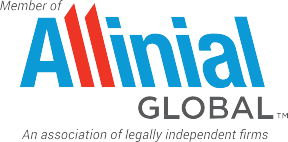 Member of
Allinial
GLOBAL™
An association of legally independent firms